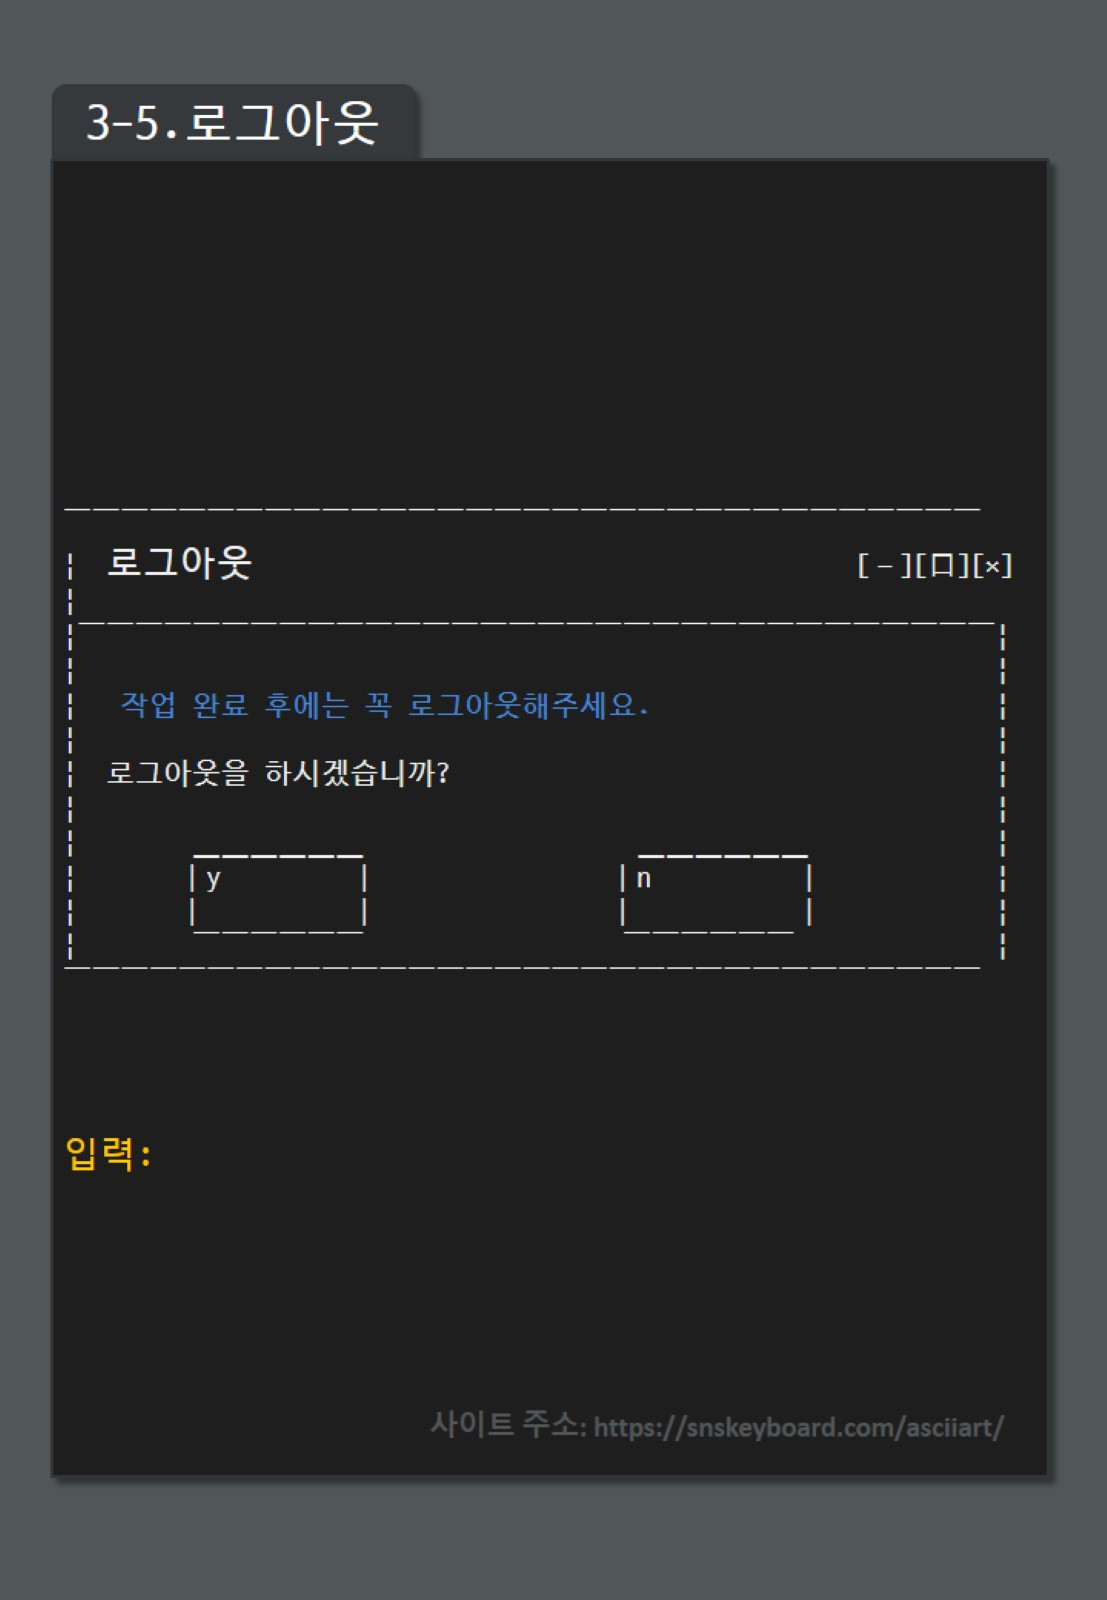 3-5.로그아웃
로그아웃 [－][口][×]
작업 완료 후에는 꼭 로그아웃해주세요.
로그아웃을 하시겠습니까?
y n
입력:
사이트 주소: https://snskeyboard.com/asciiart/